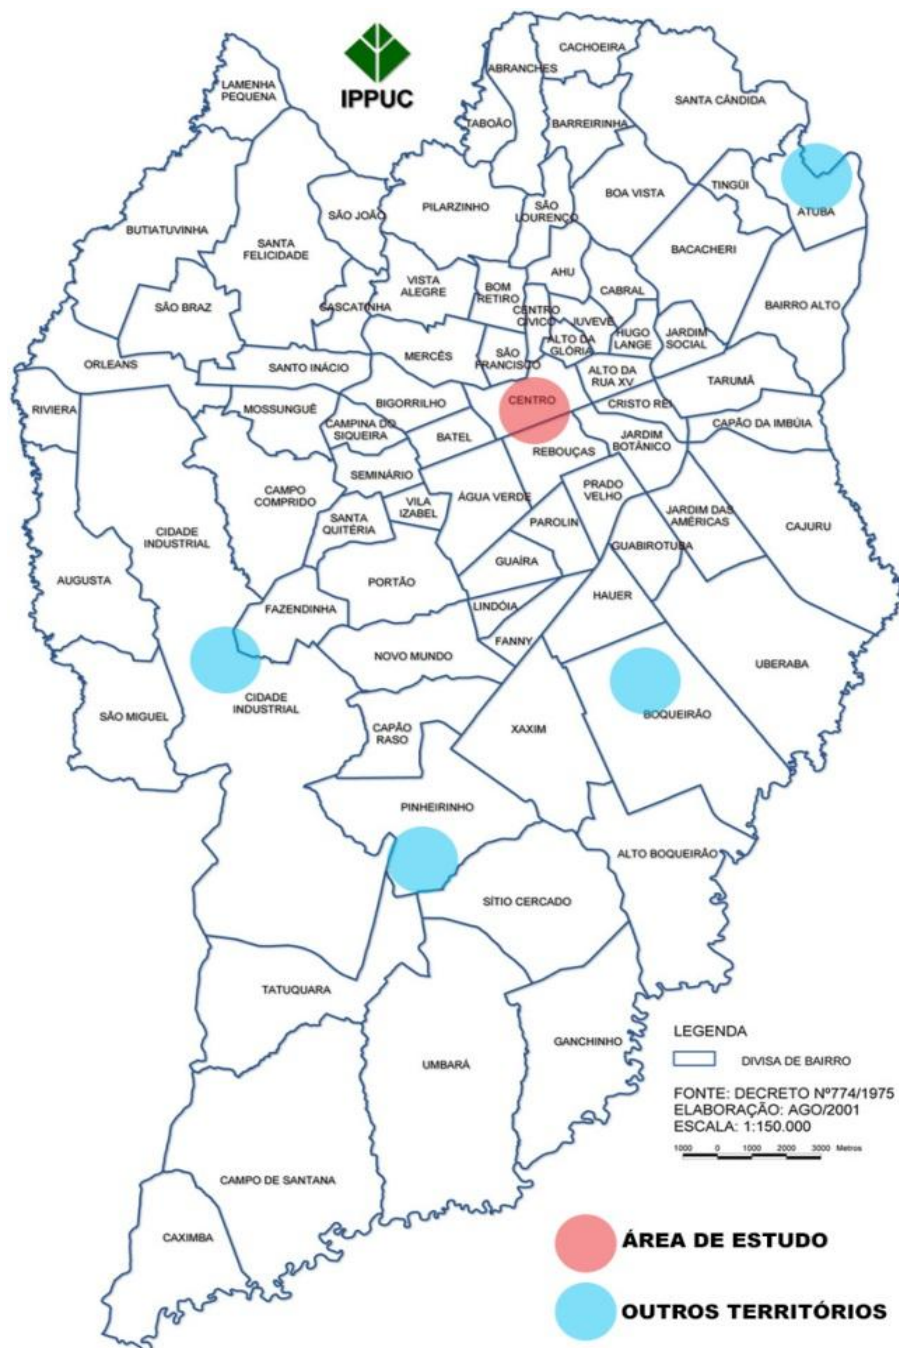 IPPUC
CACHOEIRA
ABRANCHES
LAMENHA
PEQUENA
SANTA CÂNDIDA
TABOÃO
BARREIRINHA
TINGÜI
BOA VISTA
SÃO JOÃO
PILARZINHO
SÃO
LOURENÇO
ATUBA
BUTIATUVINHA
SANTA
FELICIDADE
BACACHERI
AHU
VISTA
ALEGRE
BOM
RETIRO
CABRAL
SÃO BRAZ
CASCATINHA
BAIRRO ALTO
CENTRO
CÍVICO
JUVEVÊ
HUGO
LANGE
JARDIM
SOCIAL
ALTO DA
GLÓRIA
MERCÊS
SÃO
FRANCISCO
ORLEANS
SANTO INÁCIO
ALTO DA
RUA XV
TARUMÃ
BIGORRILHO
CENTRO
CRISTO REI
RIVIERA
MOSSUNGUÊ
CAMPINA DO
SIQUEIRA
CAPÃO DA IMBÚIA
BATEL
JARDIM
BOTÂNICO
REBOUÇAS
SEMINÁRIO
CAMPO
COMPRIDO
VILA
IZABEL
ÁGUA VERDE
PRADO
VELHO
SANTA
QUITÉRIA
JARDIM DAS
AMÉRICAS
PAROLIN
CAJURU
CIDADE
INDUSTRIAL
GUABIROTUBA
GUAÍRA
AUGUSTA
PORTÃO
HAUER
FAZENDINHA
LINDÓIA
FANNY
NOVO MUNDO
UBERABA
CIDADE
INDUSTRIAL
SÃO MIGUEL
BOQUEIRÃO
CAPÃO
RASO
XAXIM
PINHEIRINHO
ALTO BOQUEIRÃO
SÍTIO CERCADO
TATUQUARA
GANCHINHO
UMBARÁ
CAMPO DE SANTANA
CAXIMBA
LEGENDA
DIVISA DE BAIRRO
FONTE: DECRETO Nº774/1975
ELABORAÇÃO: AGO/2001
ESCALA: 1:150.000
1000 0 1000 2000 3000 Metros
ÁREA DE ESTUDO
OUTROS TERRITÓRIOS